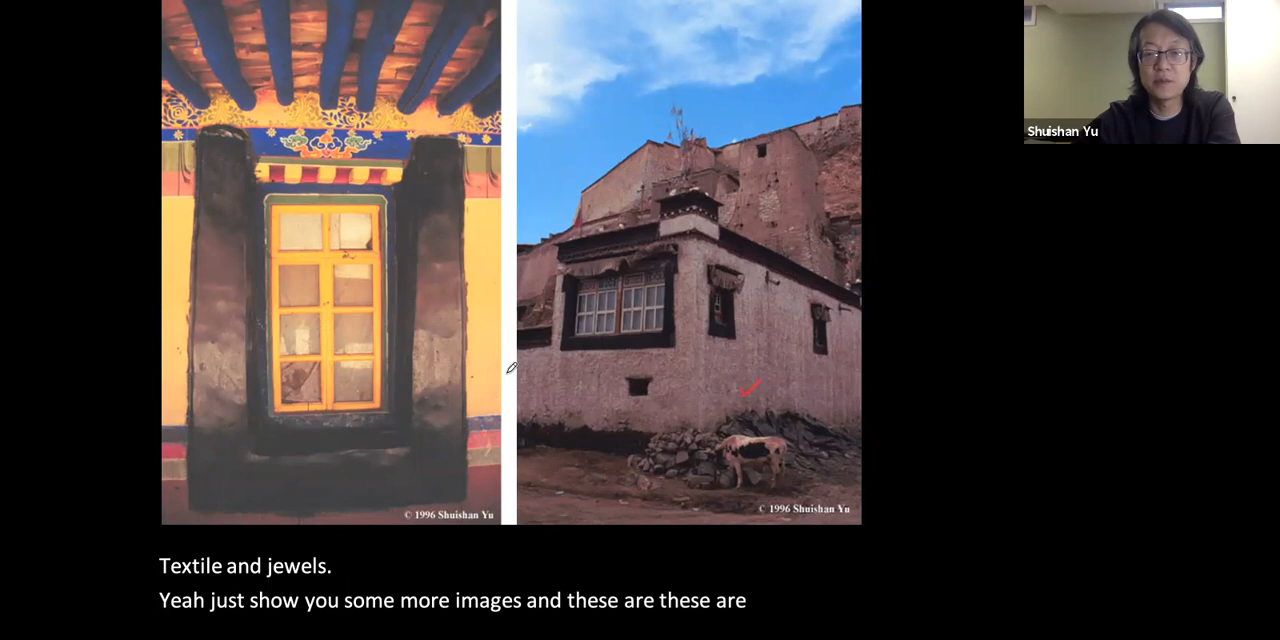 Shuishan Yu
© 1996 Shuishan Yu
© 1996 Shuishan Yu
Textile and jewels.
Yeah just show you some more images and these are these are